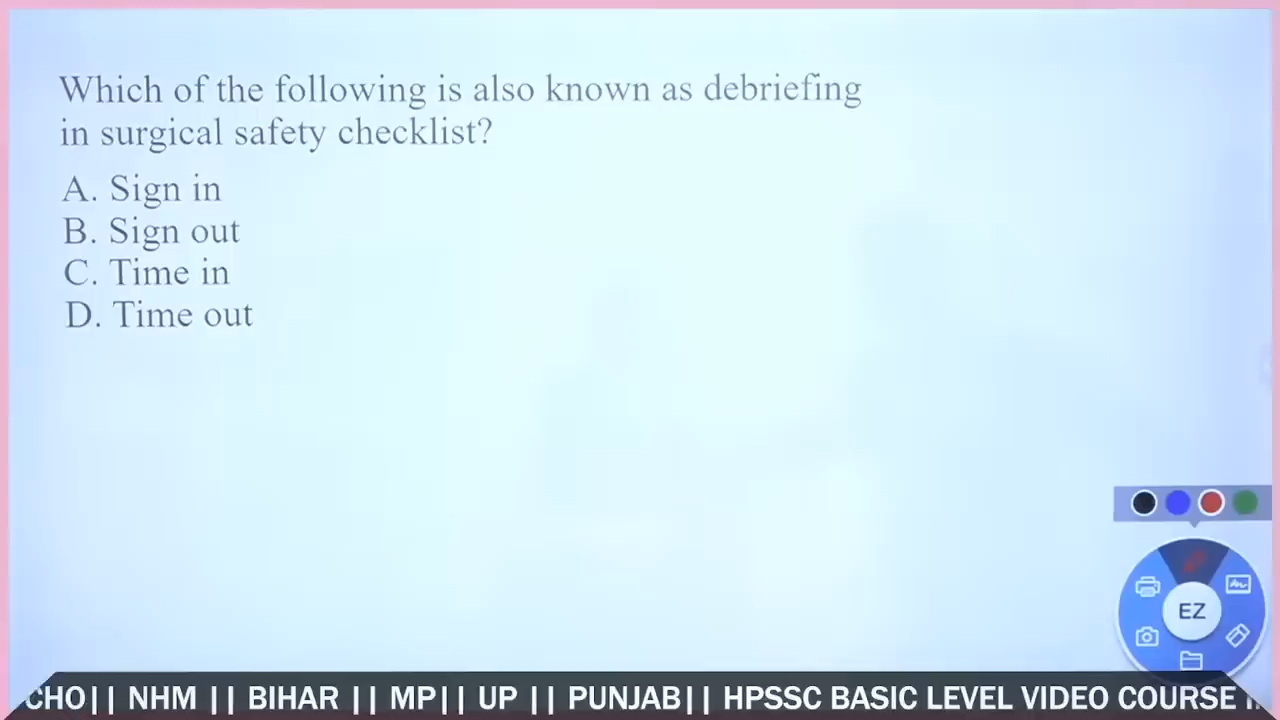 Which of the following is also known as debriefing
in surgical safety checklist?
A. Sign in
B. Sign out
C. Time in
D. Time out
EZ
CHO|| NHM || BIHAR || MP|| UP || PUNJAB|| HPSSC BASIC LEVEL VIDEO COURSE